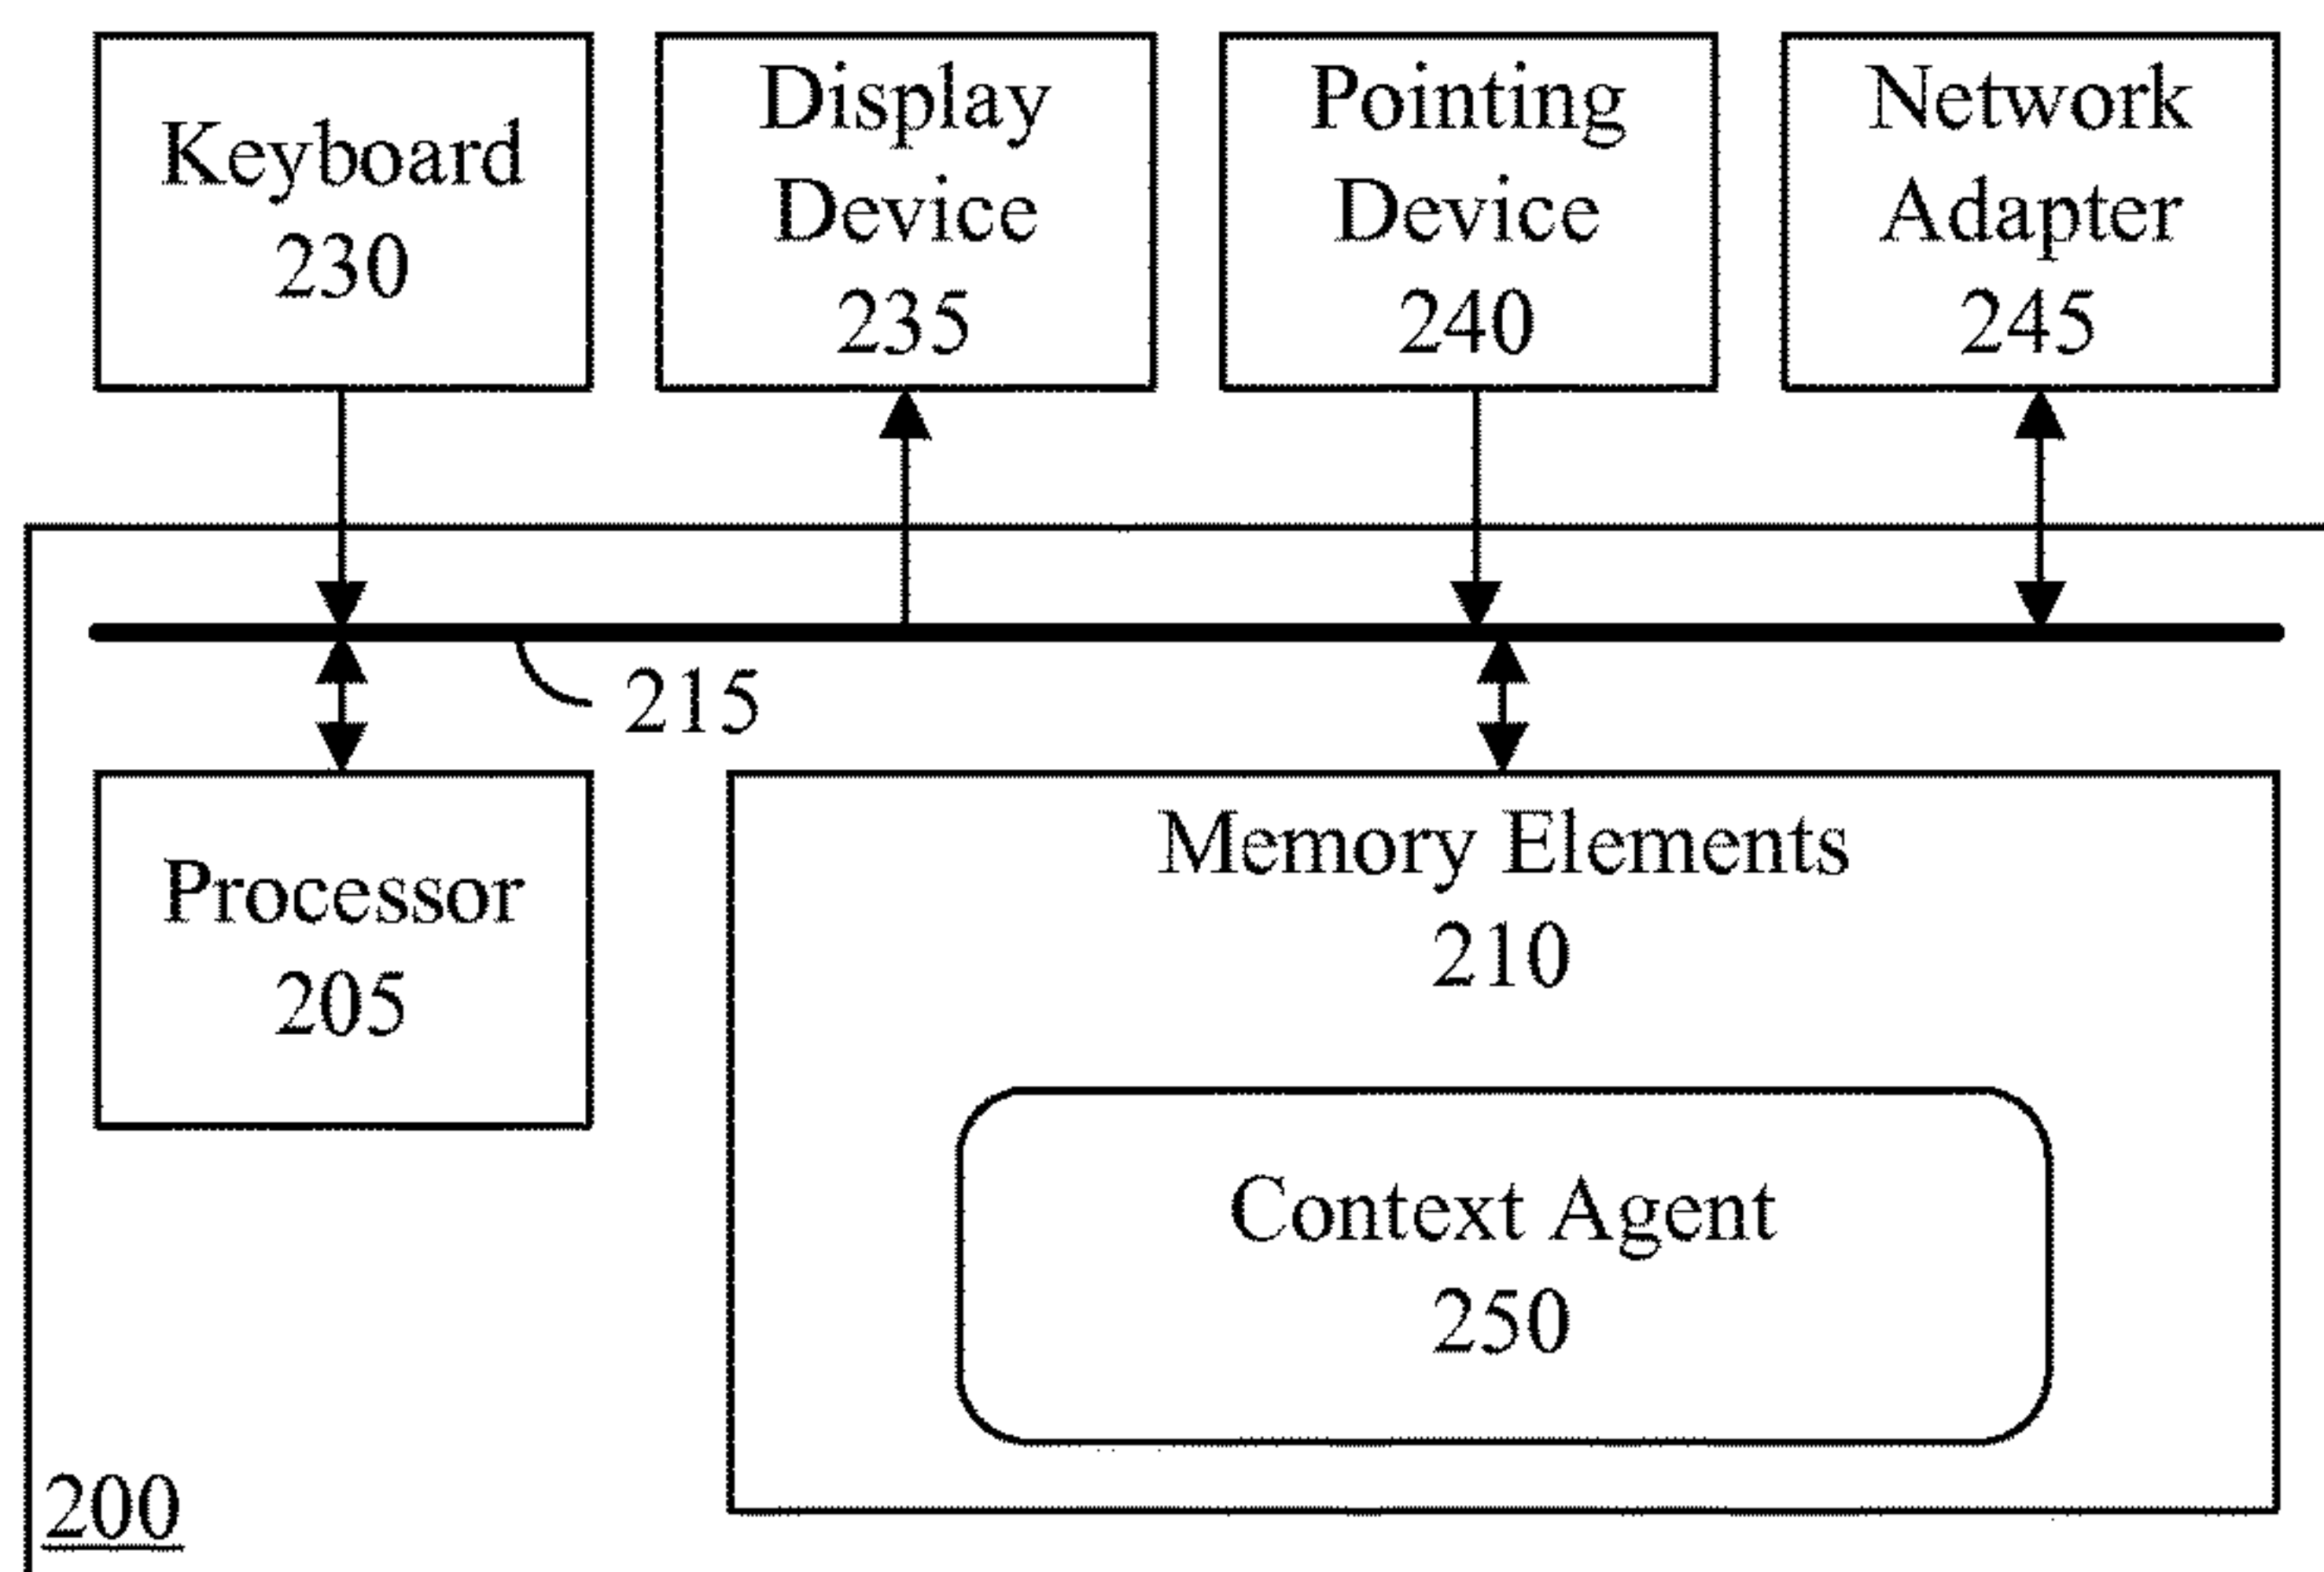 Keyboard
230
Display
Device
235
Pointing
Device
240
Network
Adapter
245
215
Processor
205
Memory Elements
210
Context Agent
250
200